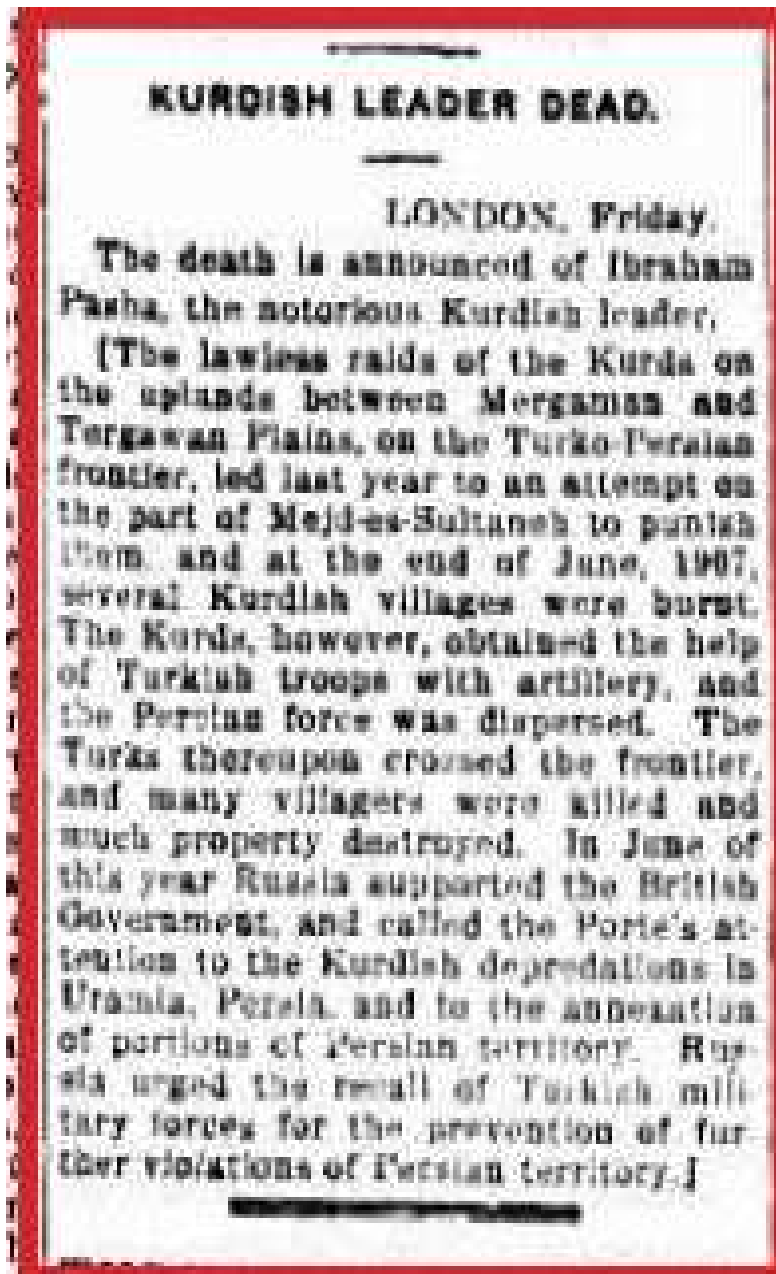 KURDISH LEADER DEAD.
LONDON, Friday.
The death is announced of Ibraham
Pasha, the notorious Kurdish leader.
[The lawless raids of the Kurds on
the uplands between Mergaman and
Tergawan Plains, on the Turko-Persian
frontier, led last year to an attempt on
the part of Mejd-es-Sultaneh to punish
them, and at the end of June, 1907,
several Kurdish villages were burnt.
The Kurds, however, obtained the help
of Turkish troops with artillery, and
the Persian force was dispersed. The
Turks thereupon crossed the frontier,
and many villagers were killed and
much property destroyed. In June of
this year Russia supported the British
Government, and called the Porte's at-
tention to the Kurdish depredations in
Uramia, Persia, and to the annexation
of portions of Persian territory. Rus-
sia urged the recall of Turkish mili-
tary forces for the prevention of fur-
ther violations of Persian territory.]